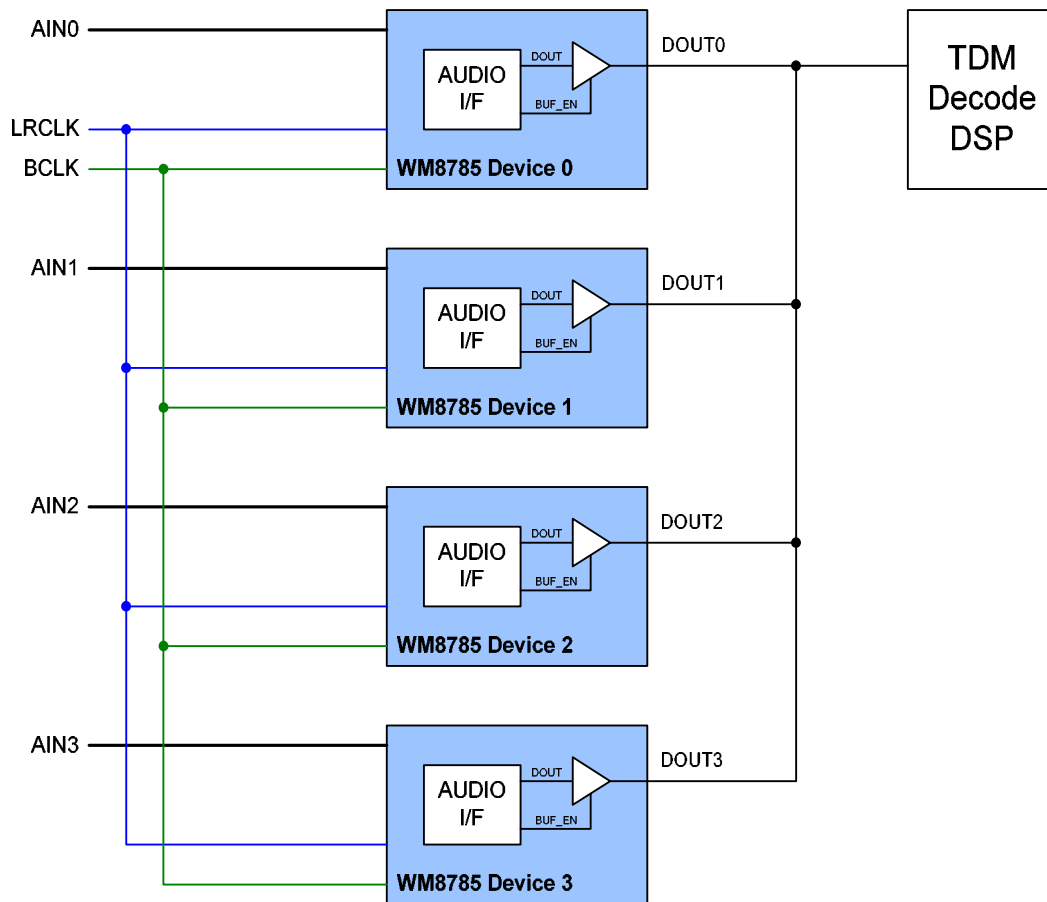 AIN0
LRCLK
BCLK
AUDIO
I/F
DOUT
BUF_EN
WM8785 Device 0
DOUT0
TDM
Decode
DSP
AIN1
AUDIO
I/F
DOUT
BUF_EN
WM8785 Device 1
DOUT1
AIN2
AUDIO
I/F
DOUT
BUF_EN
WM8785 Device 2
DOUT2
AIN3
AUDIO
I/F
DOUT
BUF_EN
WM8785 Device 3
DOUT3